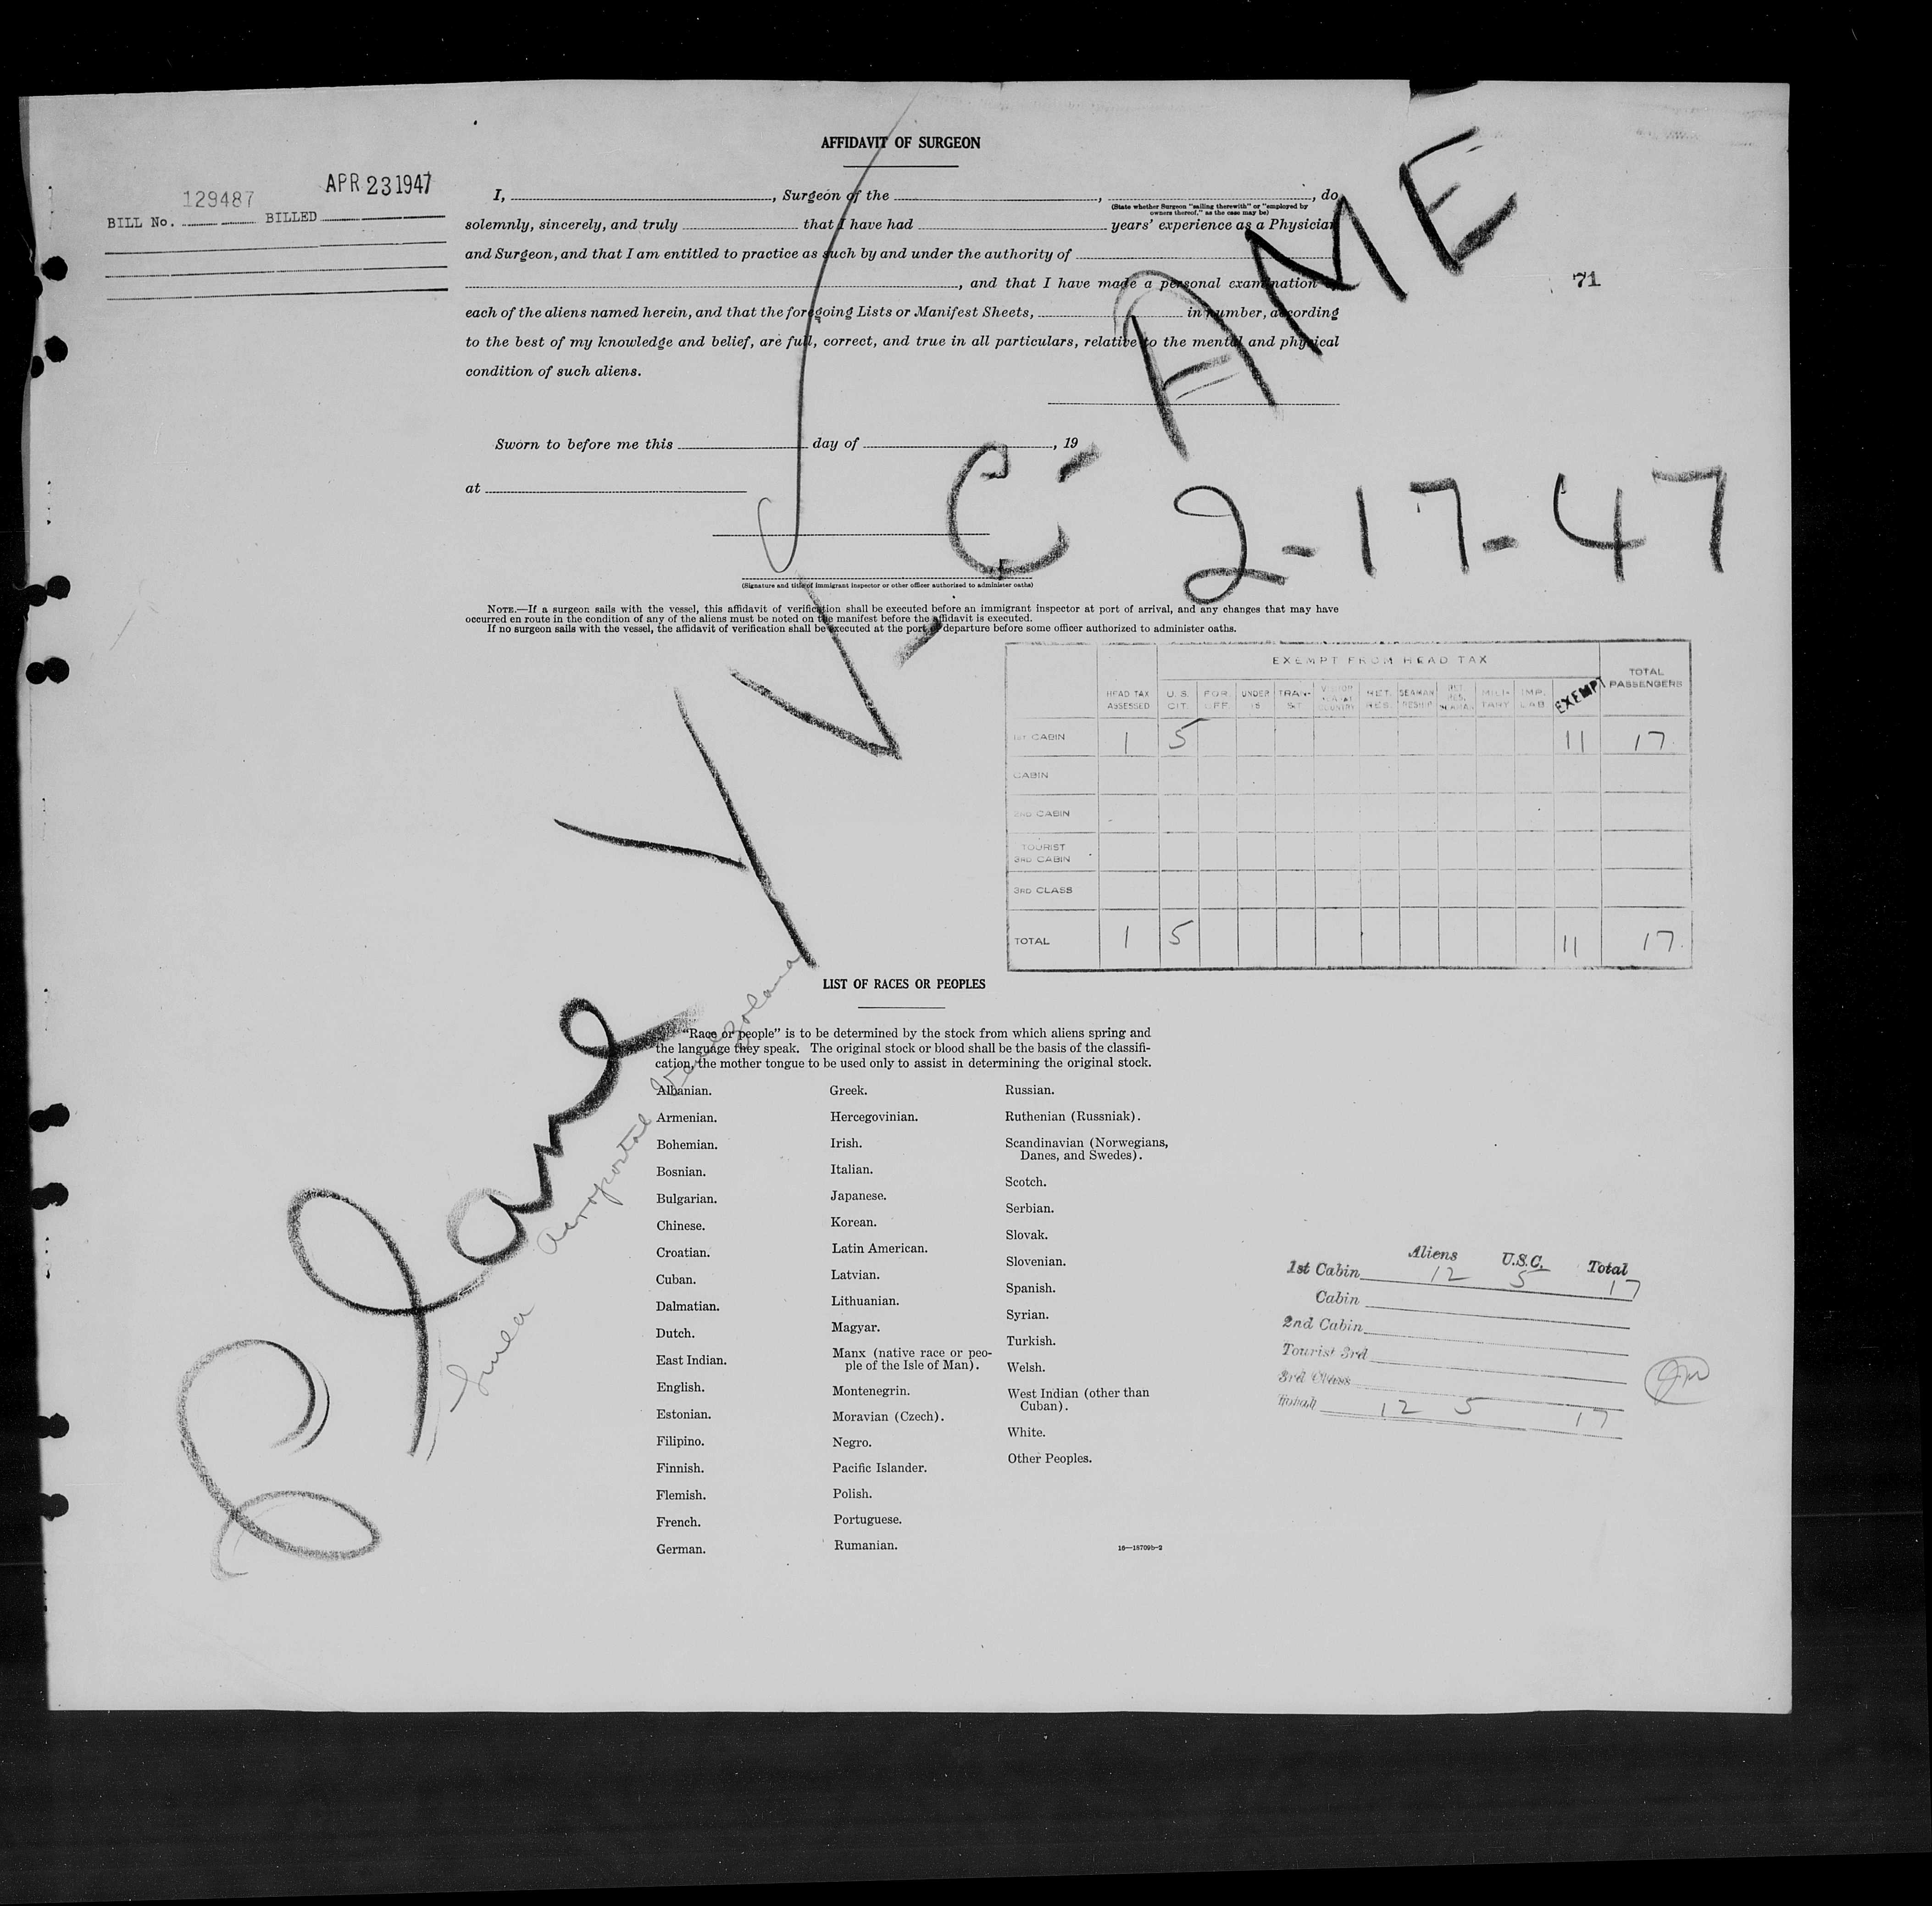 AFFIDAVIT OF SURGEON
BILL No. 129487 BILLED APR 23 1947
I, , Surgeon of the , , do
(State whether Surgeon "sailing therewith" or "employed by
owners thereof," as the case may be)
solemnly, sincerely, and truly that I have had years' experience as a Physician
and Surgeon, and that I am entitled to practice as such by and under the authority of
, and that I have made a personal examination of
71
each of the aliens named herein, and that the foregoing Lists or Manifest Sheets, in number, according
to the best of my knowledge and belief, are full, correct, and true in all particulars, relative to the mental and physical
condition of such aliens.
Sworn to before me this day of , 19
at
(Signature and title of immigrant inspector or other officer authorized to administer oaths)
NOTE.—If a surgeon sails with the vessel, this affidavit of verification shall be executed before an immigrant inspector at port of arrival, and any changes that may have
occurred en route in the condition of any of the aliens must be noted on the manifest before the affidavit is executed.
If no surgeon sails with the vessel, the affidavit of verification shall be executed at the port of departure before some officer authorized to administer oaths.
Plane YV-C-AME
2-17-47
Linea Aeropostal Venezolana
EXEMPT FROM HEAD TAX
HEAD TAX ASSESSED U.S. CIT. FOR. OFF. UNDER 16 TRAN-SIT RET. RES. SEAMAN MILI-TARY IMP. LAB EXEMPT TOTAL PASSENGERS
1ST CABIN 1 5 11 17
CABIN
2ND CABIN
TOURIST
3RD CABIN
3RD CLASS
TOTAL 1 5 11 17
LIST OF RACES OR PEOPLES
"Race or people" is to be determined by the stock from which aliens spring and
the language they speak. The original stock or blood shall be the basis of the classifi-
cation, the mother tongue to be used only to assist in determining the original stock.
Albanian.
Armenian.
Bohemian.
Bosnian.
Bulgarian.
Chinese.
Croatian.
Cuban.
Dalmatian.
Dutch.
East Indian.
English.
Estonian.
Filipino.
Finnish.
Flemish.
French.
German.
Greek.
Hercegovinian.
Irish.
Italian.
Japanese.
Korean.
Latin American.
Latvian.
Lithuanian.
Magyar.
Manx (native race or peo-
ple of the Isle of Man).
Montenegrin.
Moravian (Czech).
Negro.
Pacific Islander.
Polish.
Portuguese.
Rumanian.
Russian.
Ruthenian (Russniak).
Scandinavian (Norwegians,
Danes, and Swedes).
Scotch.
Serbian.
Slovak.
Slovenian.
Spanish.
Syrian.
Turkish.
Welsh.
West Indian (other than
Cuban).
White.
Other Peoples.
16—18709b-2
Aliens U.S.C. Total
1st Cabin 12 5 17
Cabin
2nd Cabin
Tourist 3rd
3rd Class
Total 12 5 17